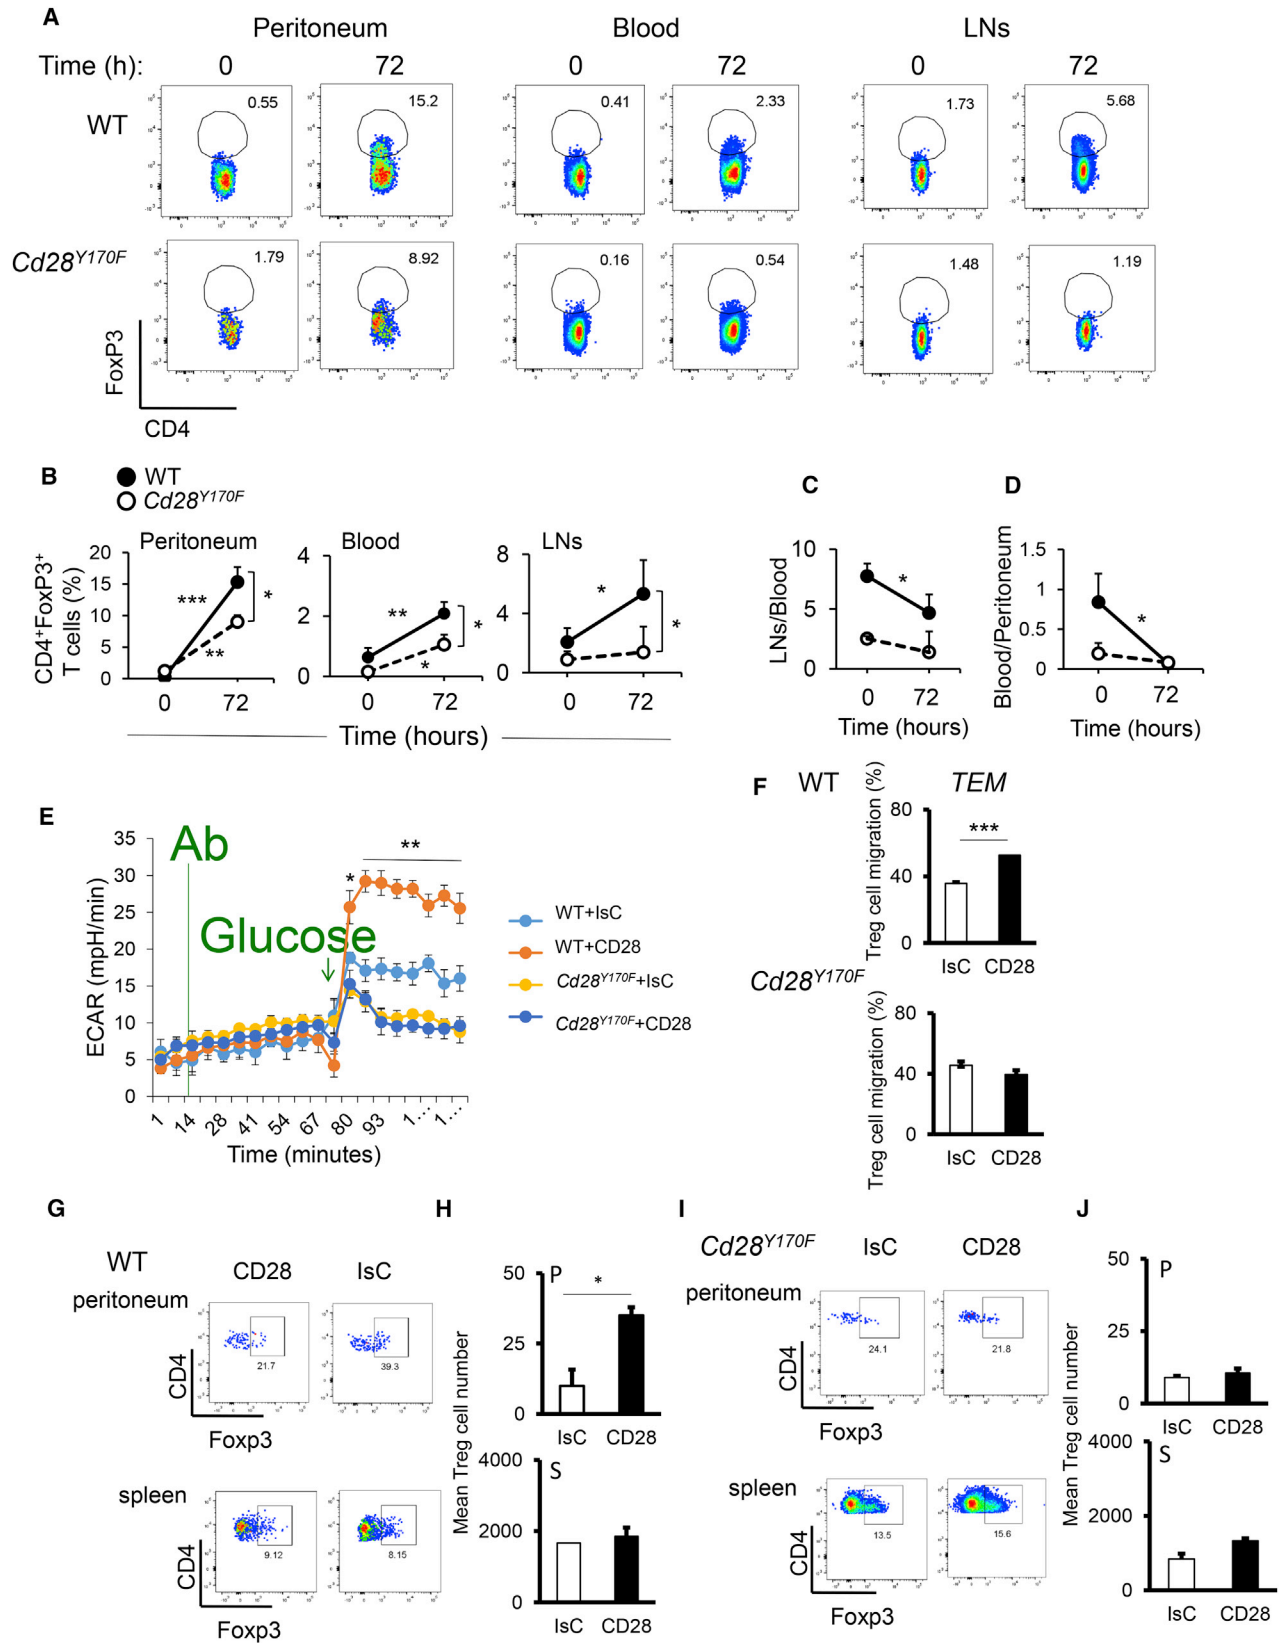 A
Peritoneum Blood LNs
Time (h): 0 72 0 72 0 72
WT
0.55 15.2 0.41 2.33 1.73 5.68
Cd28Y170F
1.79 8.92 0.16 0.54 1.48 1.19
FoxP3
CD4
B
WT
Cd28Y170F
C D
Peritoneum Blood LNs
CD4+FoxP3+
T cells (%)
20
15
10
5
0
*** ** *
4
2
0
** * *
8
4
0
* *
0 72 0 72 0 72
Time (hours)
LNs/Blood
10
5
0
*
0 72
Time (hours)
Blood/Peritoneum
1.5
1
0.5
0
*
0 72
Time (hours)
E
Ab
Glucose
* **
ECAR (mpH/min)
35
30
25
20
15
10
5
0
1 14 28 41 54 67 80 93 1... 1...
Time (minutes)
WT+IsC
WT+CD28
Cd28Y170F+IsC
Cd28Y170F+CD28
F WT TEM
Treg cell migration (%)
80
40
0
***
IsC CD28
Cd28Y170F
Treg cell migration (%)
80
40
0
IsC CD28
G
WT
CD28 IsC
peritoneum
21.7 39.3
CD4
Foxp3
spleen
9.12 8.15
CD4
Foxp3
H
Mean Treg cell number
50
25
0
P
*
IsC CD28
4000
2000
0
S
IsC CD28
I
Cd28Y170F IsC CD28
peritoneum
24.1 21.8
CD4
Foxp3
spleen
13.5 15.6
CD4
Foxp3
J
Mean Treg cell number
50
25
0
P
IsC CD28
4000
2000
0
S
IsC CD28